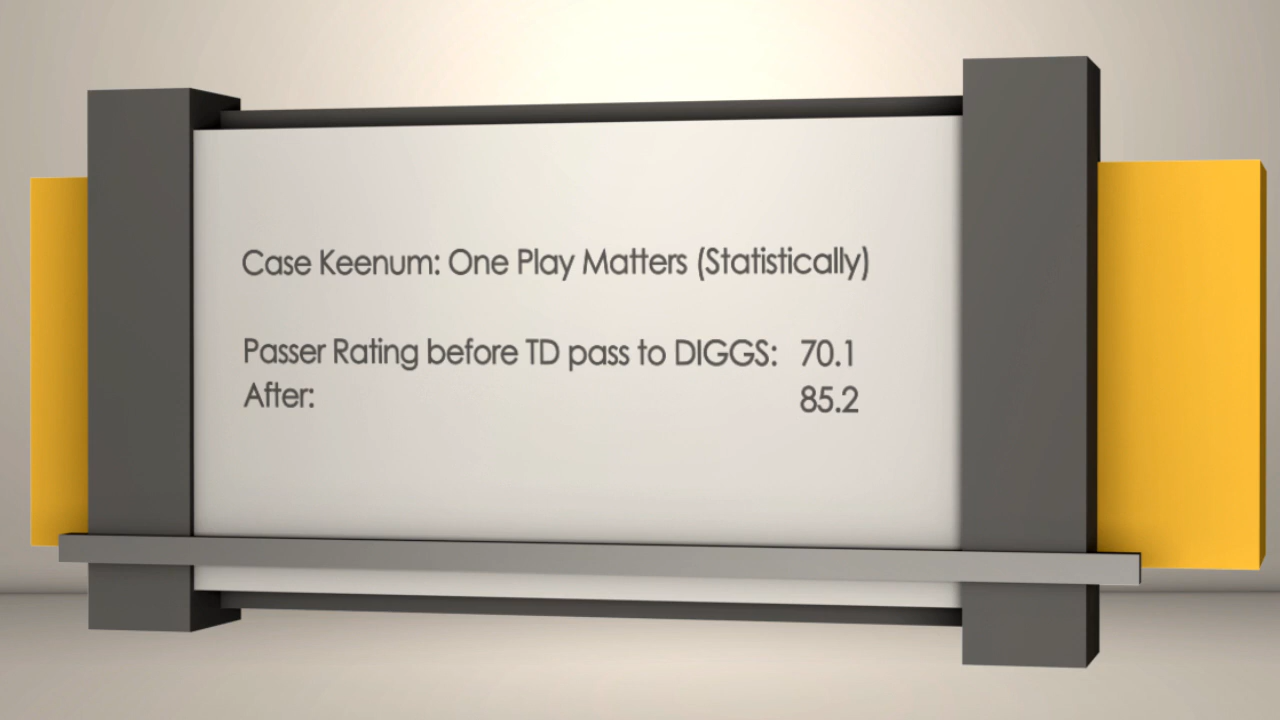 Case Keenum: One Play Matters (Statistically)
Passer Rating before TD pass to DIGGS: 70.1
After: 85.2